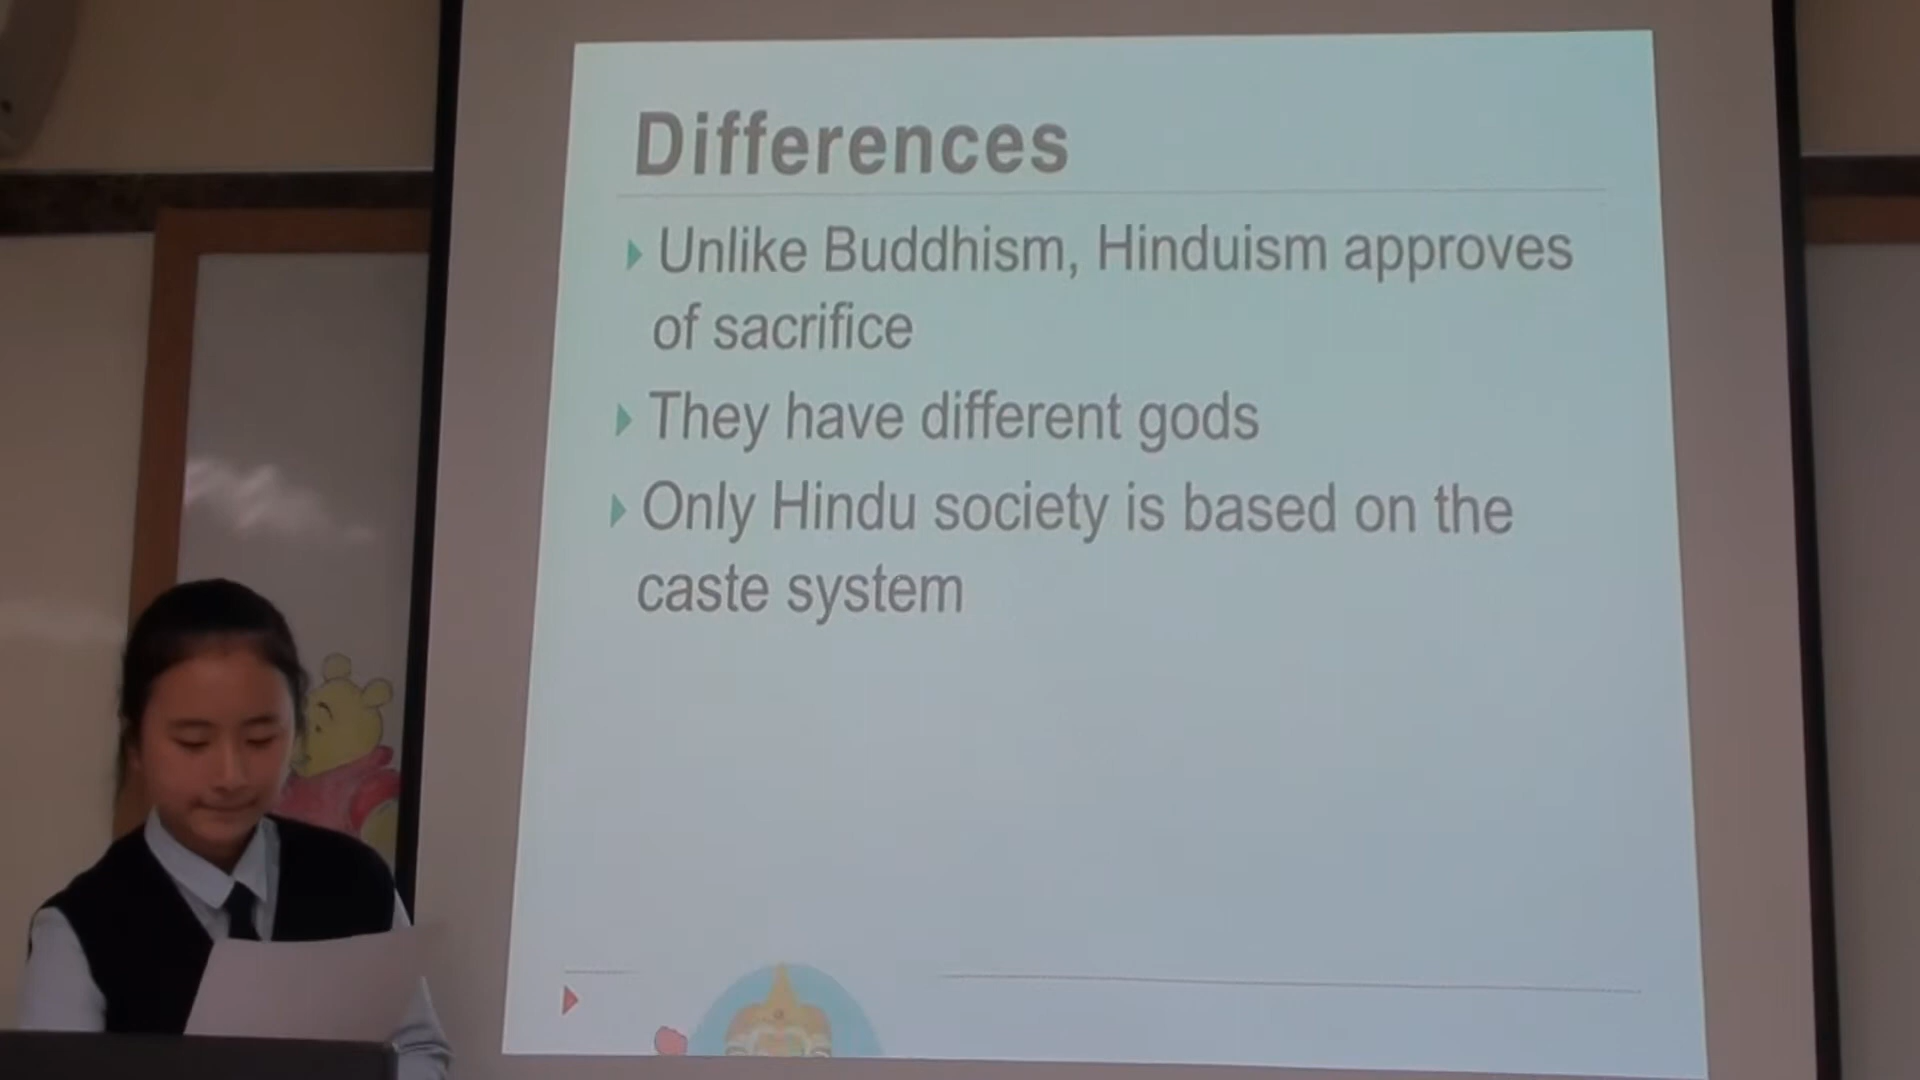 Differences
Unlike Buddhism, Hinduism approves
of sacrifice
They have different gods
Only Hindu society is based on the
caste system